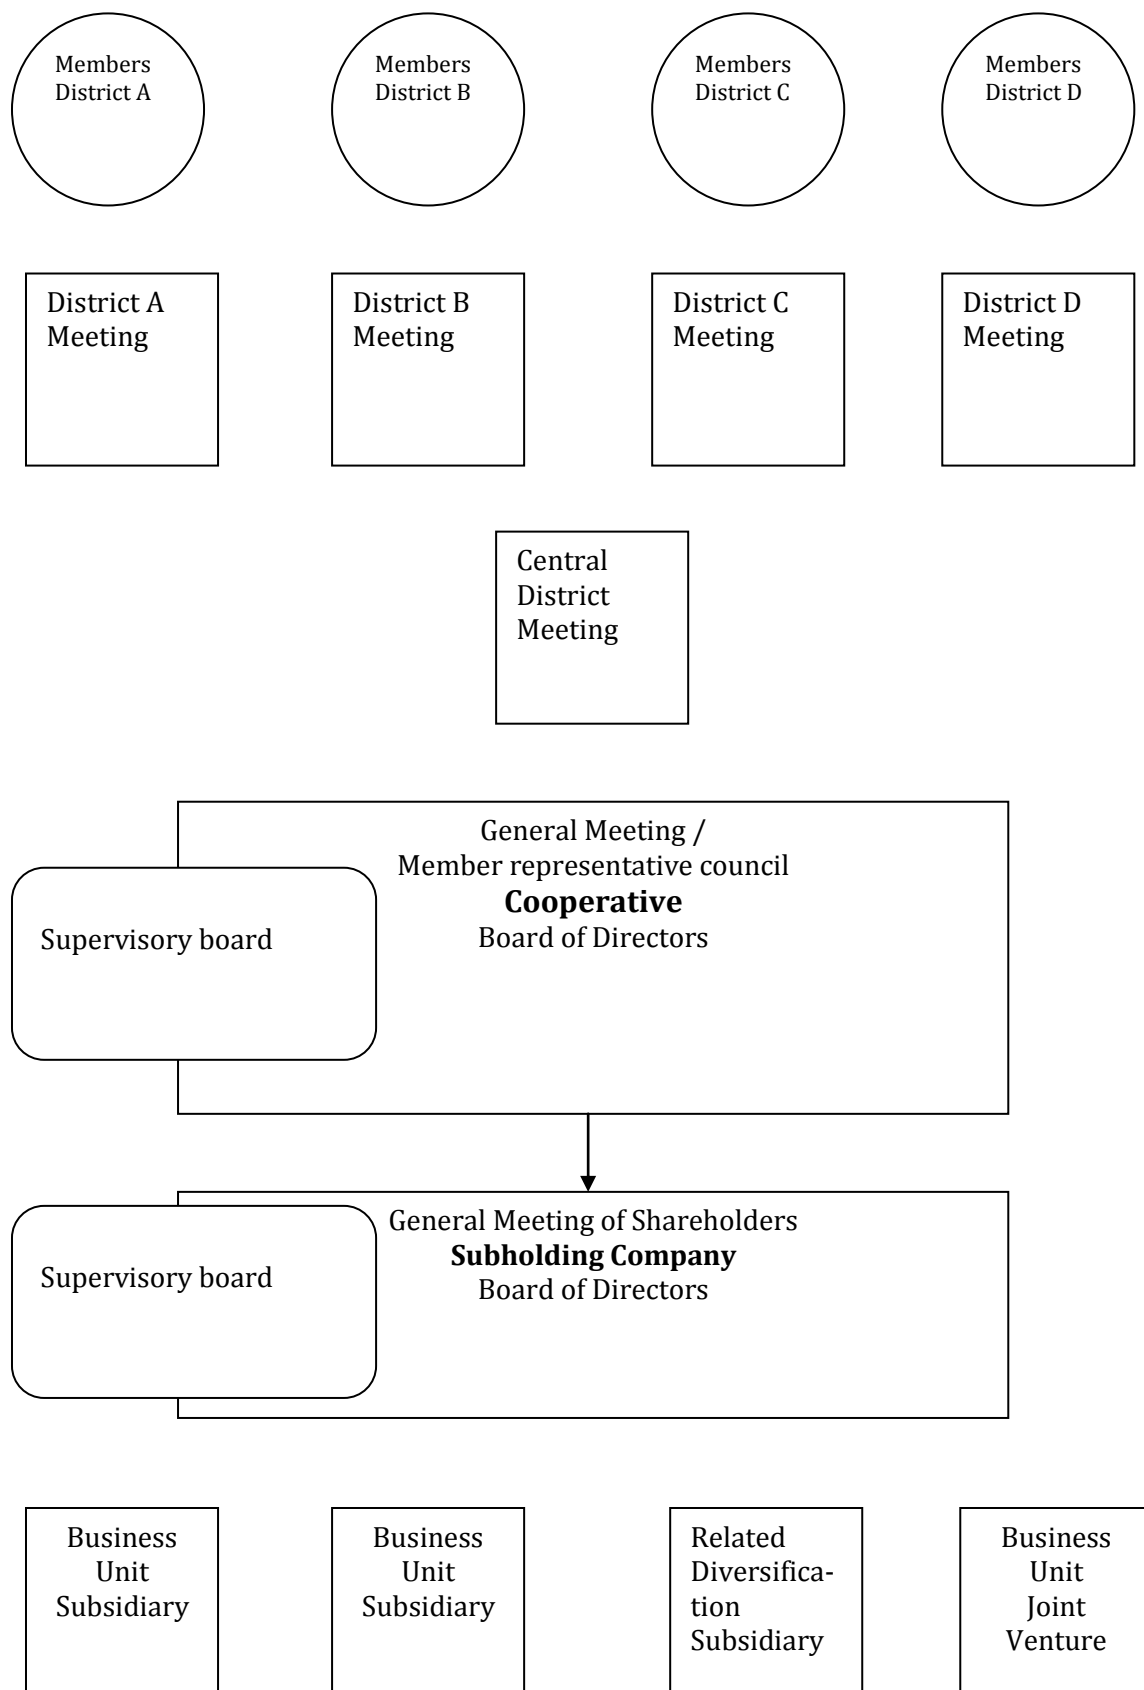 Members
District A
Members
District B
Members
District C
Members
District D
District A
Meeting
District B
Meeting
District C
Meeting
District D
Meeting
Central
District
Meeting
General Meeting /
Member representative council
Cooperative
Board of Directors
Supervisory board
General Meeting of Shareholders
Subholding Company
Board of Directors
Supervisory board
Business
Unit
Subsidiary
Business
Unit
Subsidiary
Related
Diversifica-
tion
Subsidiary
Business
Unit
Joint
Venture